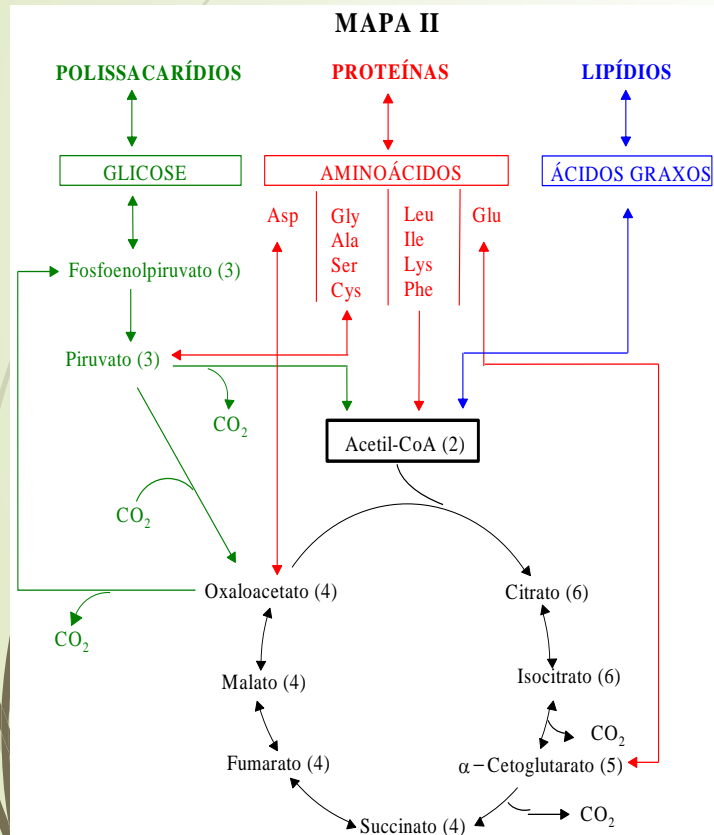 MAPA II
POLISSACARÍDIOS PROTEÍNAS LIPÍDIOS
GLICOSE AMINOÁCIDOS ÁCIDOS GRAXOS
Asp Gly Leu Glu
Ala Ile
Ser Lys
Cys Phe
Fosfoenolpiruvato (3)
Piruvato (3)
CO₂
Acetil-CoA (2)
CO₂
Oxaloacetato (4) Citrato (6)
CO₂
Malato (4) Isocitrato (6)
CO₂
Fumarato (4) α−Cetoglutarato (5)
CO₂
Succinato (4)